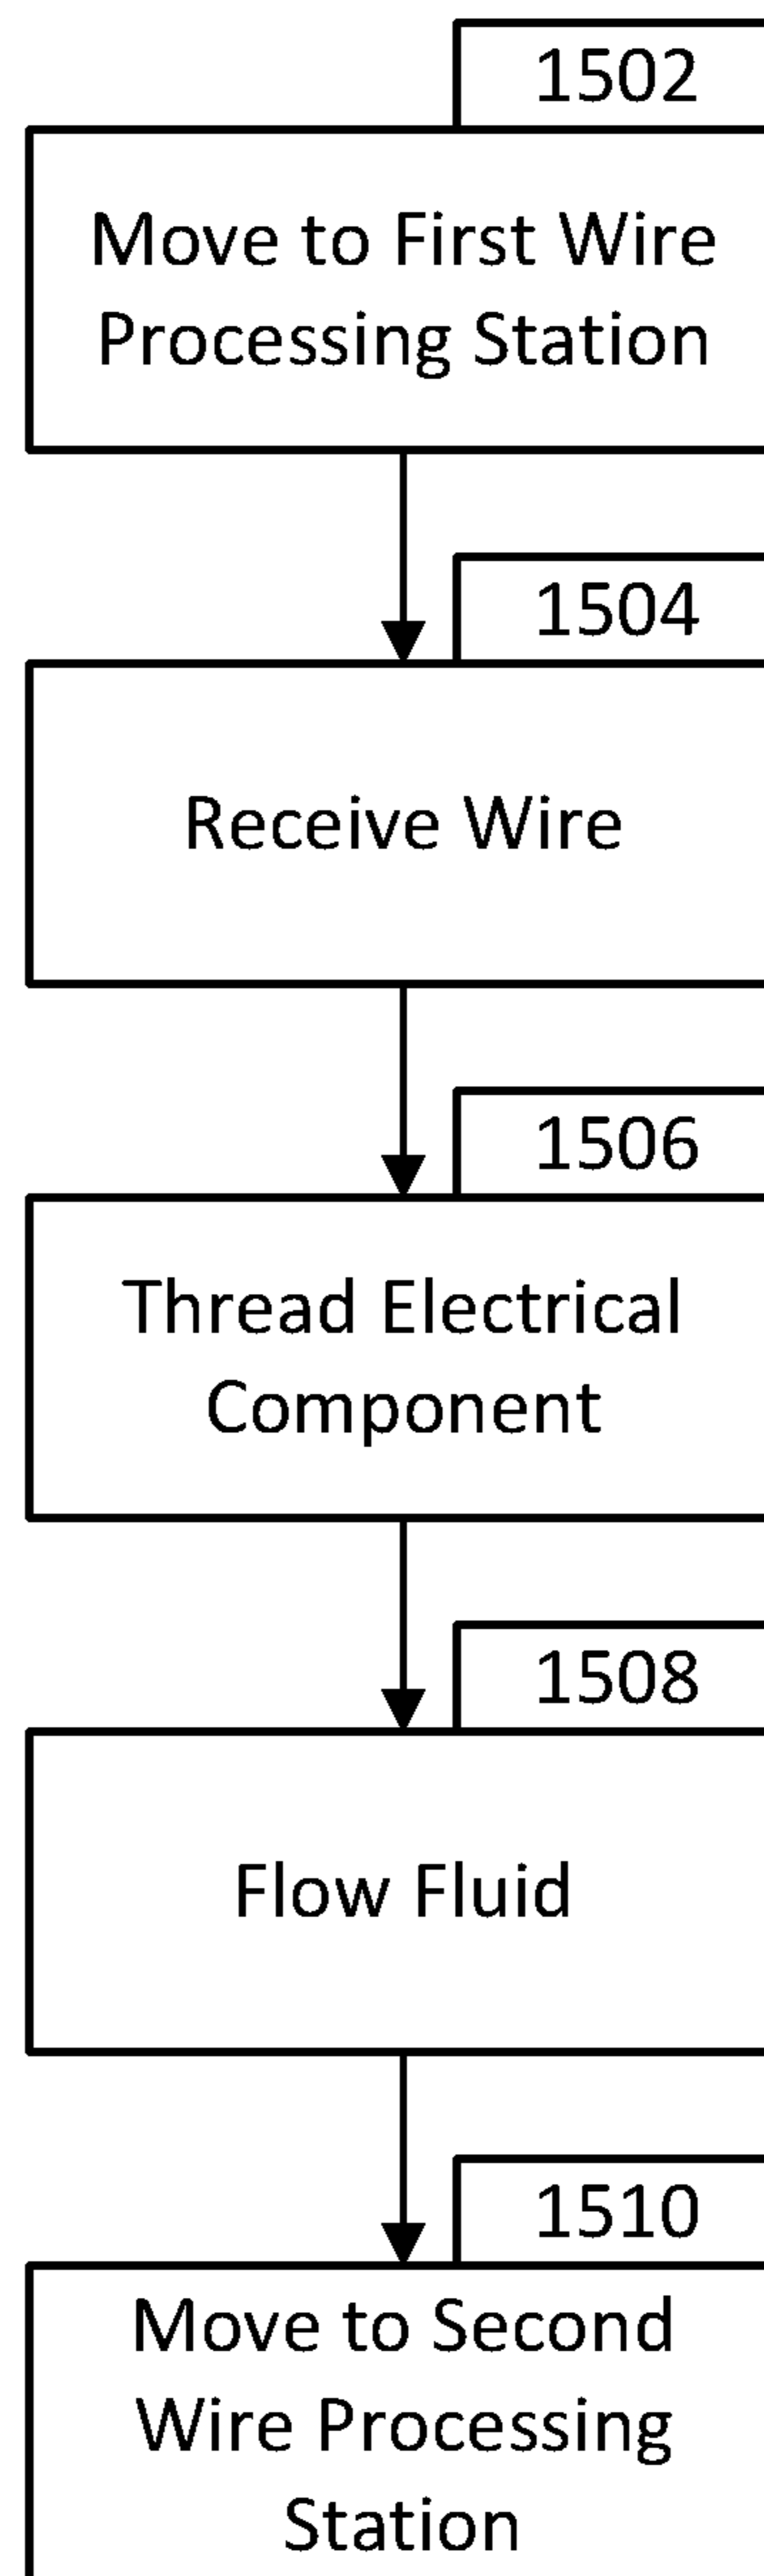 1502
Move to First Wire
Processing Station
1504
Receive Wire
1506
Thread Electrical
Component
1508
Flow Fluid
1510
Move to Second
Wire Processing
Station